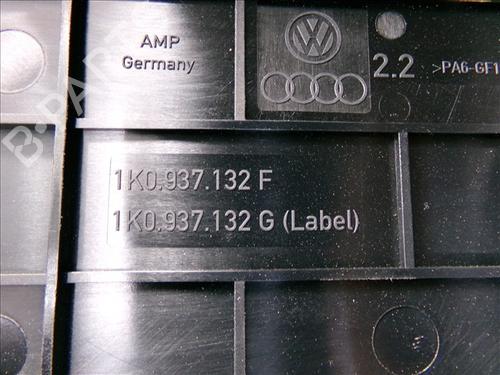 AMP
Germany
2.2 >PA6-GF1
1K0.937.132 F
1K0.937.132 G (Label)